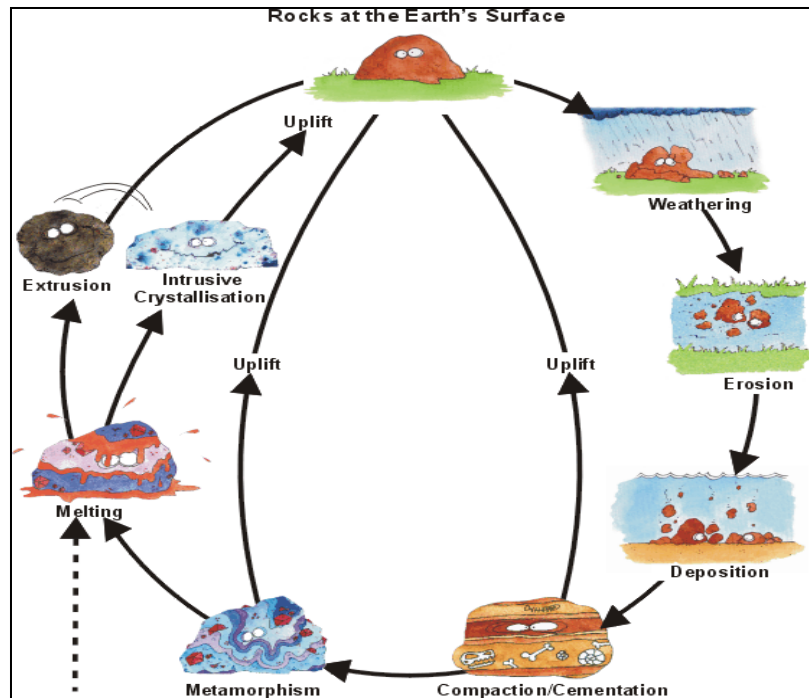 Rocks at the Earth's Surface
Uplift
Weathering
Extrusion
Intrusive
Crystallisation
Uplift
Uplift
Erosion
Melting
Deposition
Metamorphism
Compaction/Cementation